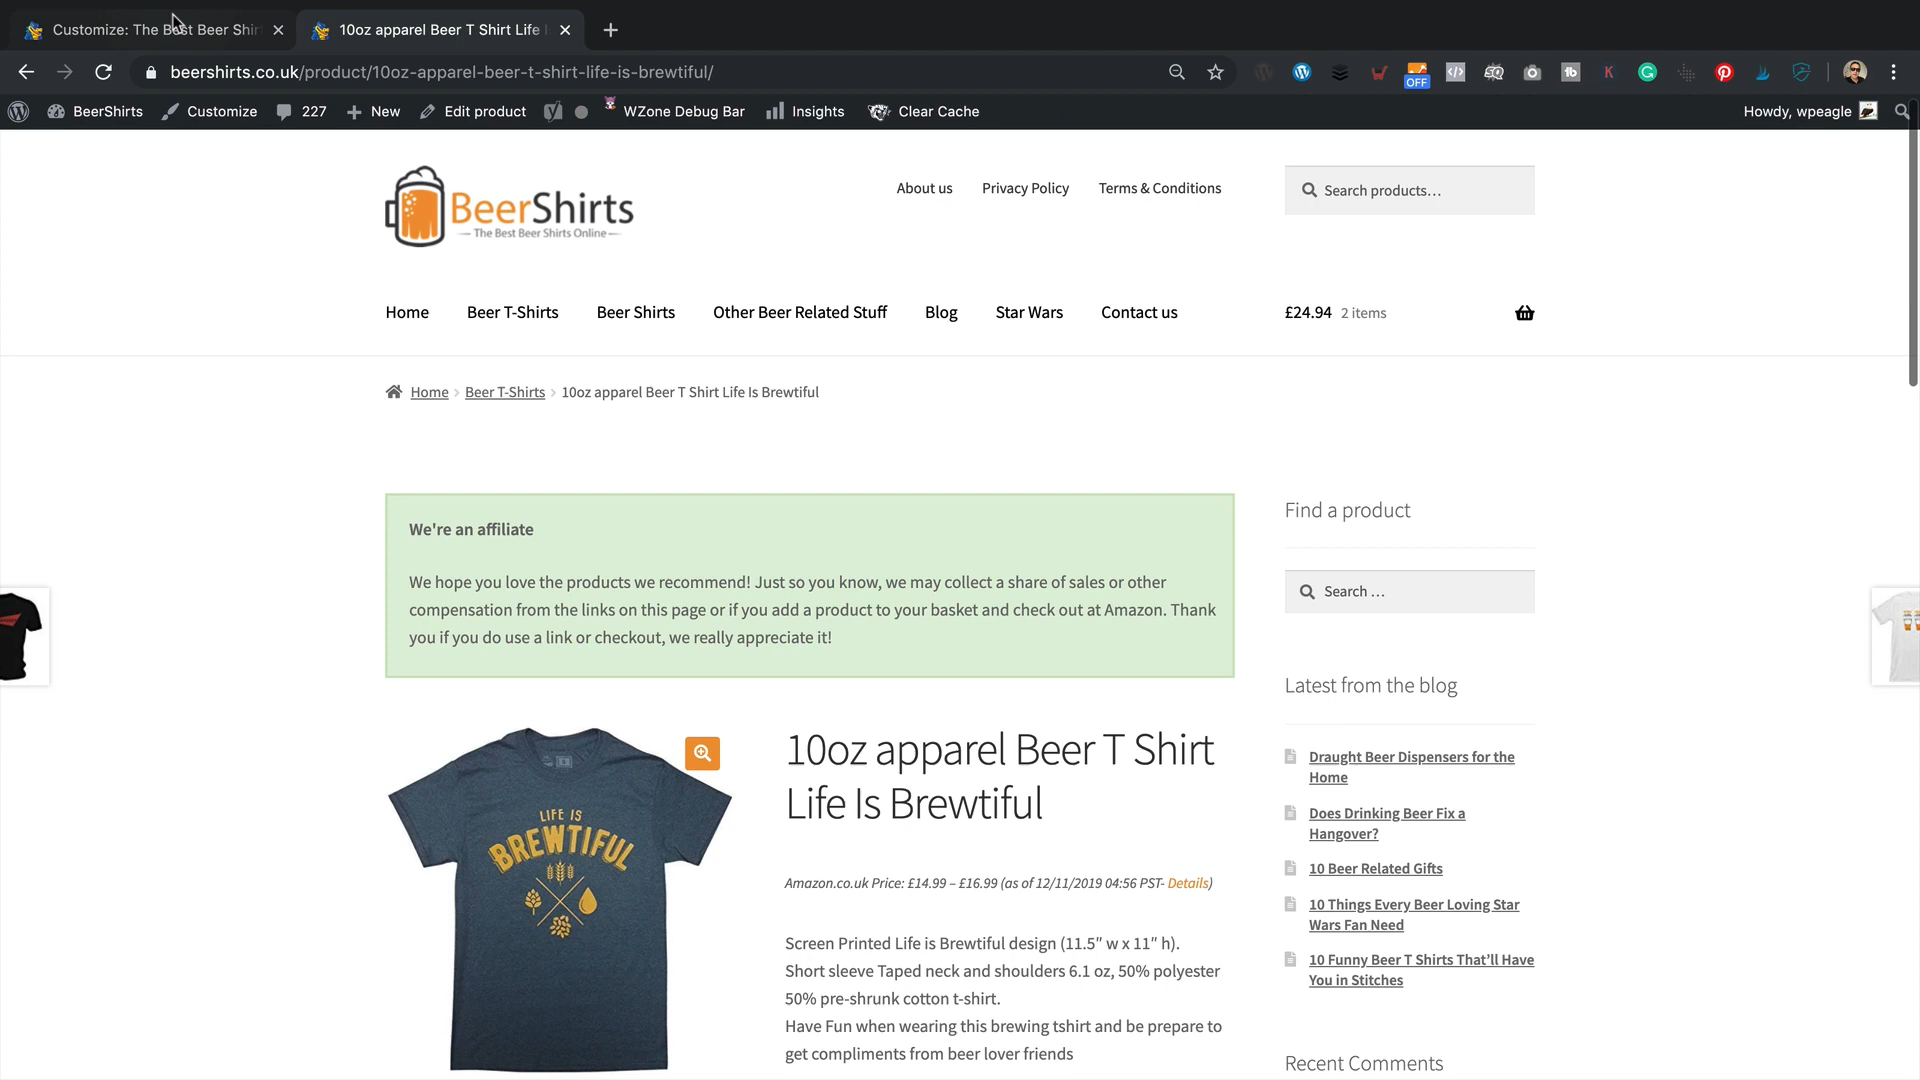 Customize: The Best Beer Shir
10oz apparel Beer T Shirt Life I
beershirts.co.uk/product/10oz-apparel-beer-t-shirt-life-is-brewtiful/
OFF
BeerShirts
Customize
227
New
Edit product
WZone Debug Bar
Insights
Clear Cache
Howdy, wpeagle
BeerShirts
The Best Beer Shirts Online
About us
Privacy Policy
Terms & Conditions
Search products…
Home
Beer T-Shirts
Beer Shirts
Other Beer Related Stuff
Blog
Star Wars
Contact us
£24.94 2 items
Home
Beer T-Shirts
10oz apparel Beer T Shirt Life Is Brewtiful
We're an affiliate
We hope you love the products we recommend! Just so you know, we may collect a share of sales or other
compensation from the links on this page or if you add a product to your basket and check out at Amazon. Thank
you if you do use a link or checkout, we really appreciate it!
LIFE IS
BREWTIFUL
10oz apparel Beer T Shirt
Life Is Brewtiful
Amazon.co.uk Price: £14.99 – £16.99 (as of 12/11/2019 04:56 PST- Details)
Screen Printed Life is Brewtiful design (11.5″ w x 11″ h).
Short sleeve Taped neck and shoulders 6.1 oz, 50% polyester
50% pre-shrunk cotton t-shirt.
Have Fun when wearing this brewing tshirt and be prepare to
get compliments from beer lover friends
Find a product
Search …
Latest from the blog
Draught Beer Dispensers for the
Home
Does Drinking Beer Fix a
Hangover?
10 Beer Related Gifts
10 Things Every Beer Loving Star
Wars Fan Need
10 Funny Beer T Shirts That'll Have
You in Stitches
Recent Comments